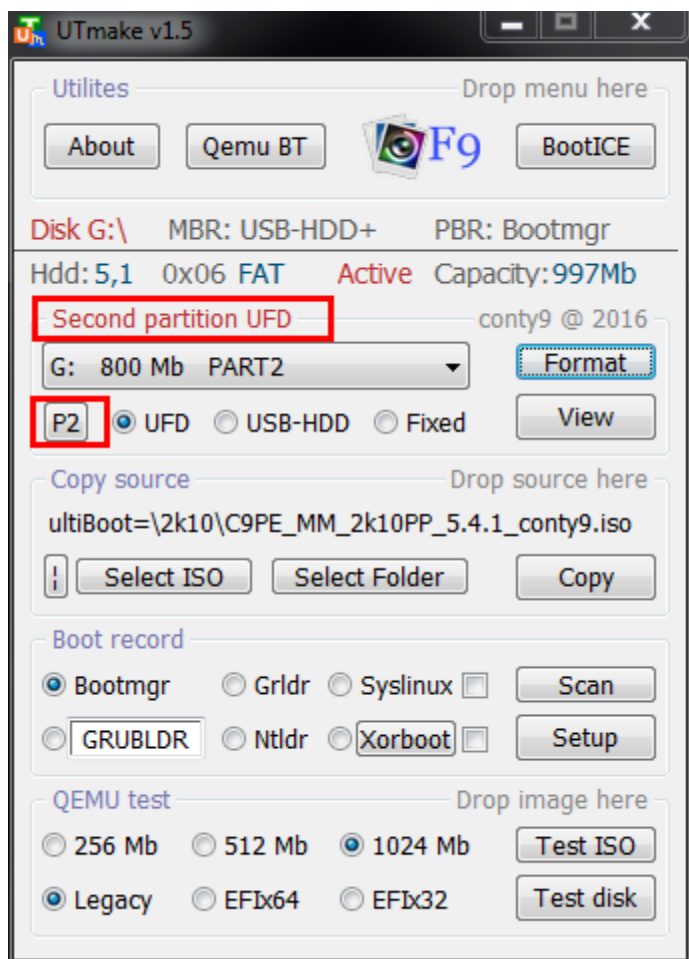 UTmake v1.5
Utilites Drop menu here
About Qemu BT F9 BootICE
Disk G:\ MBR: USB-HDD+ PBR: Bootmgr
Hdd: 5,1 0x06 FAT Active Capacity: 997Mb
Second partition UFD conty9 @ 2016
G: 800 Mb PART2 Format
P2 UFD USB-HDD Fixed View
Copy source Drop source here
ultiBoot=\2k10\C9PE_MM_2k10PP_5.4.1_conty9.iso
¦ Select ISO Select Folder Copy
Boot record
Bootmgr Grldr Syslinux Scan
GRUBLDR Ntldr Xorboot Setup
QEMU test Drop image here
256 Mb 512 Mb 1024 Mb Test ISO
Legacy EFIx64 EFIx32 Test disk